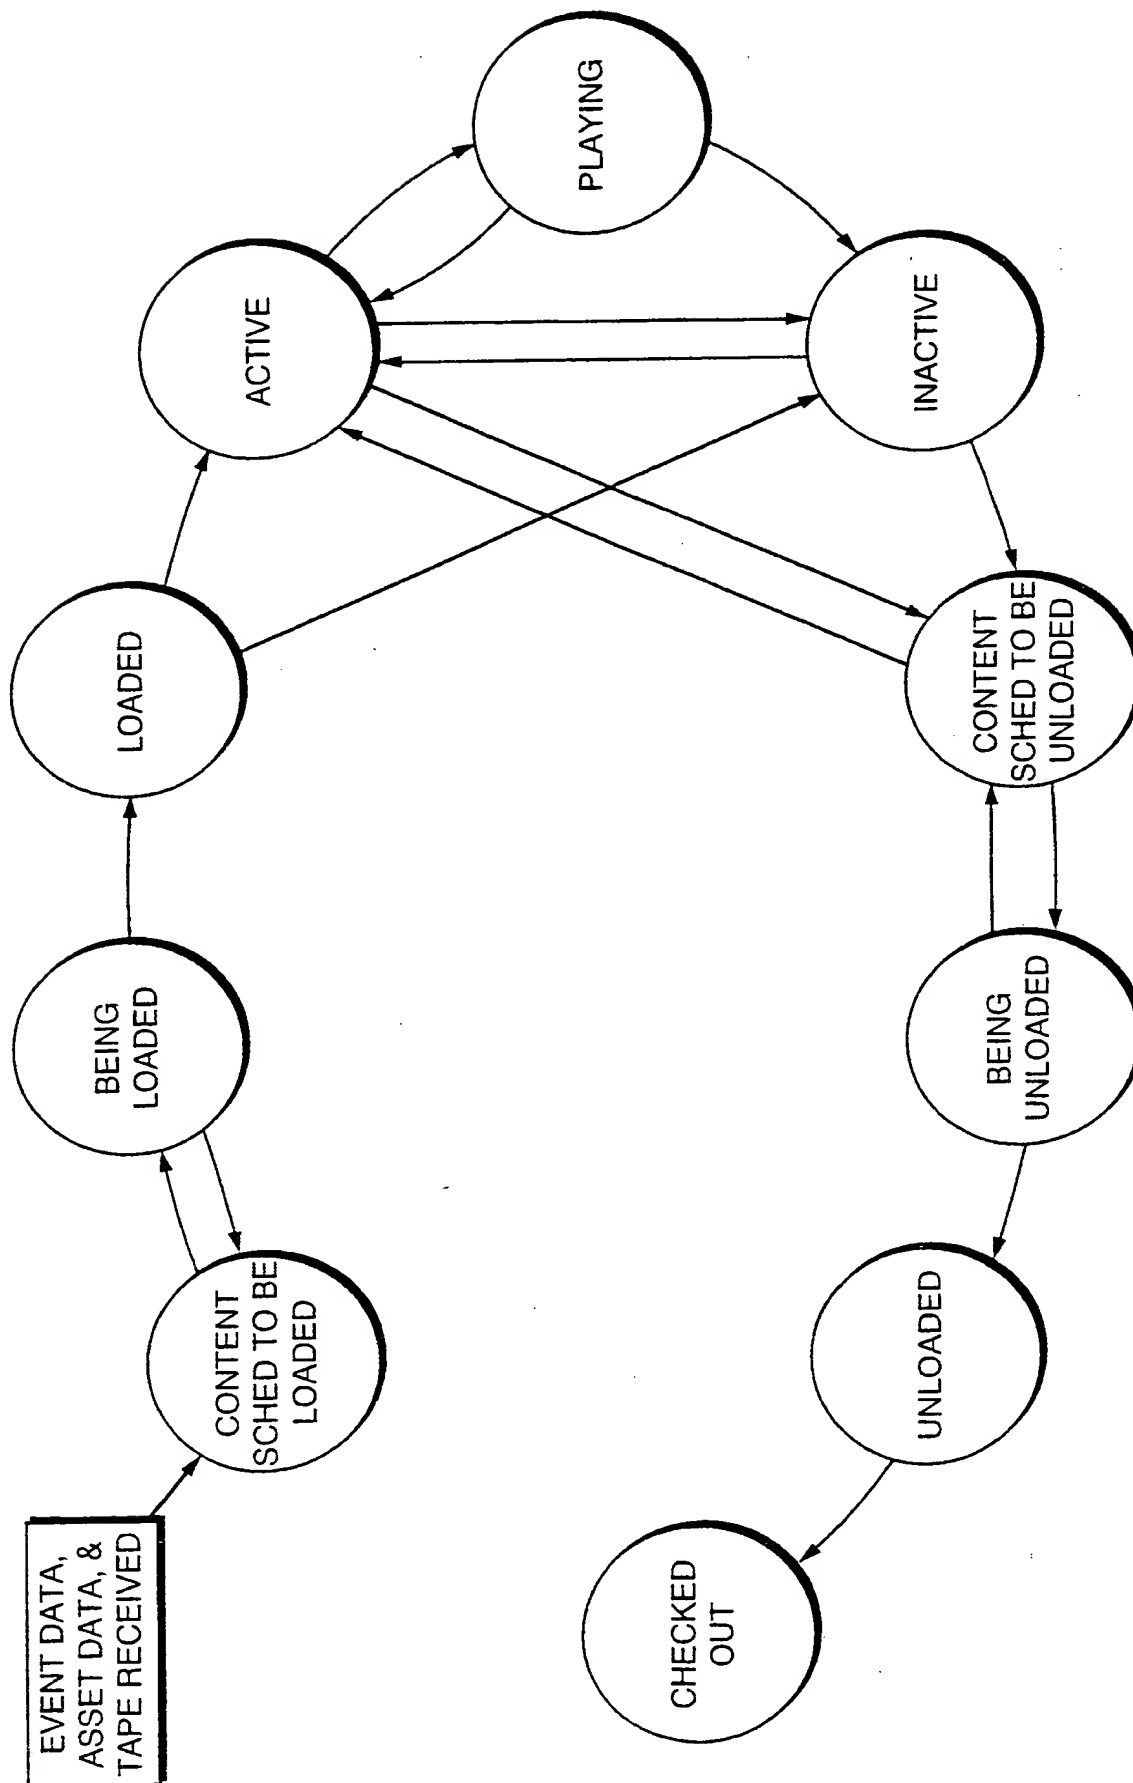 EVENT DATA,
ASSET DATA, &
TAPE RECEIVED
CONTENT
SCHED TO BE
LOADED
BEING
LOADED
LOADED
ACTIVE
PLAYING
INACTIVE
CONTENT
SCHED TO BE
UNLOADED
BEING
UNLOADED
UNLOADED
CHECKED
OUT